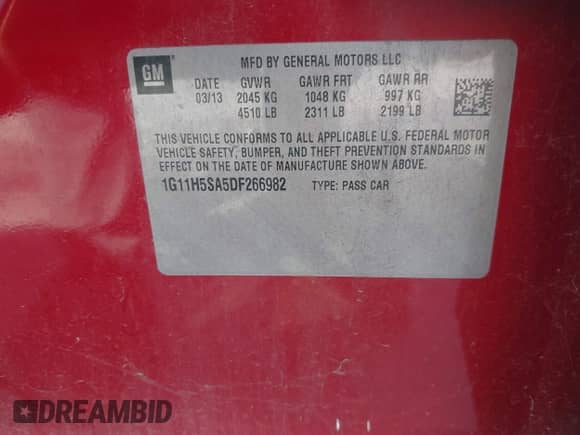 MFD BY GENERAL MOTORS LLC
GM
DATE GVWR GAWR FRT GAWR RR
03/13 2045 KG 1048 KG 997 KG
4510 LB 2311 LB 2199 LB
THIS VEHICLE CONFORMS TO ALL APPLICABLE U.S. FEDERAL MOTOR
VEHICLE SAFETY, BUMPER, AND THEFT PREVENTION STANDARDS IN
EFFECT ON THE DATE OF MANUFACTURE SHOWN ABOVE.
1G11H5SA5DF266982 TYPE: PASS CAR
DREAMBID